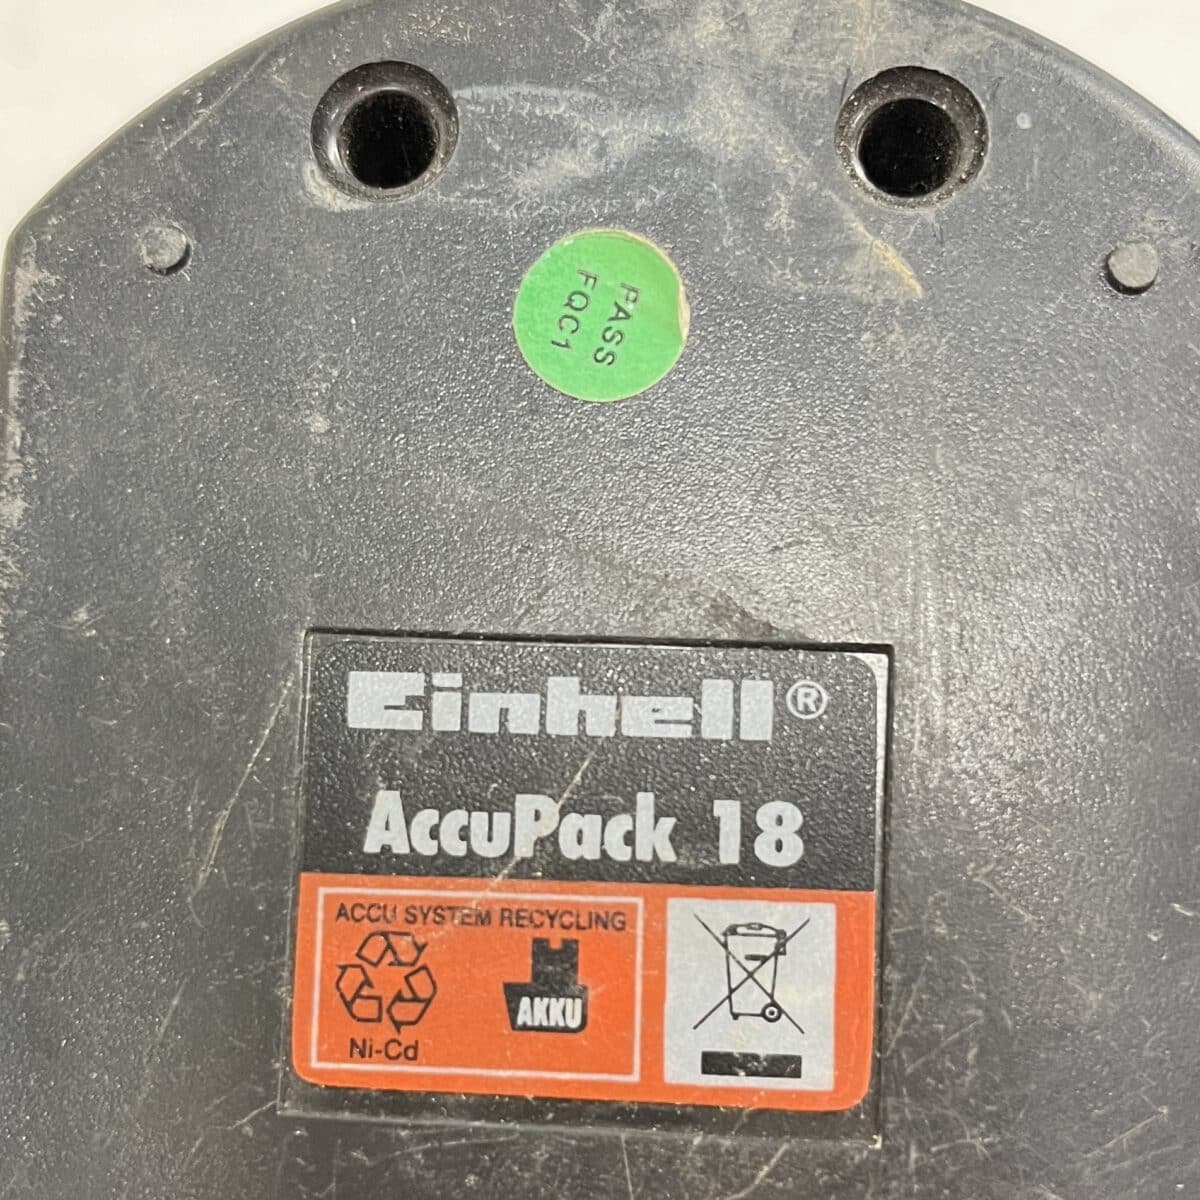 PASS
FQC1
Einhell®
AccuPack 18
ACCU SYSTEM RECYCLING
AKKU
Ni-Cd